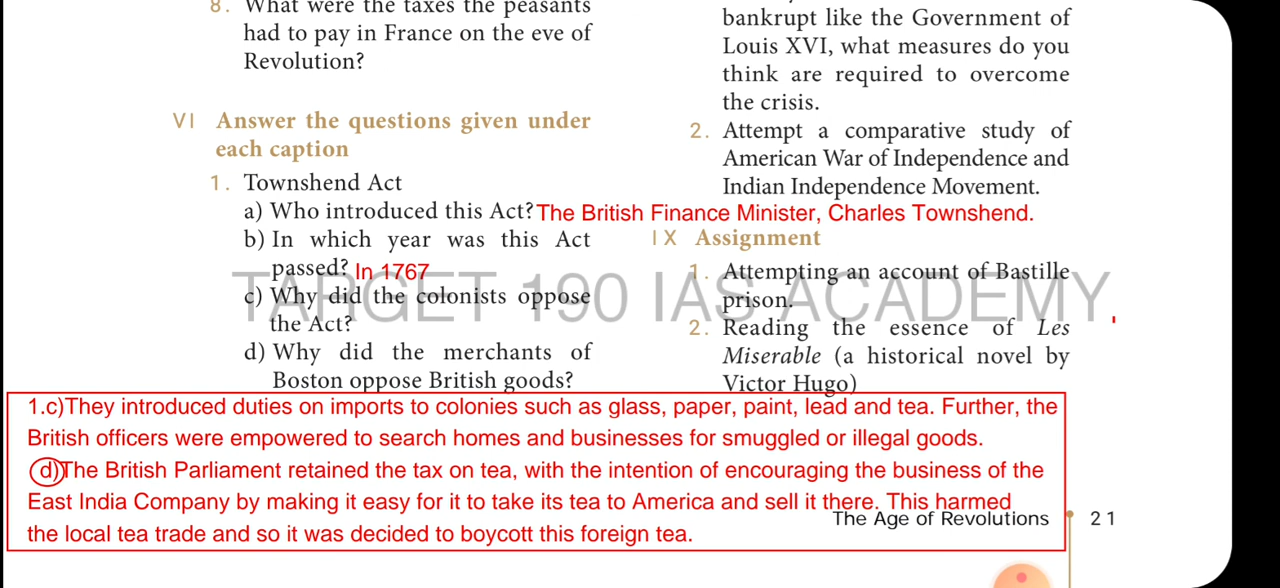 8. What were the taxes the peasants
had to pay in France on the eve of
Revolution?
VI Answer the questions given under
each caption
1. Townshend Act
a) Who introduced this Act? The British Finance Minister, Charles Townshend.
b) In which year was this Act
passed? In 1767
c) Why did the colonists oppose
the Act?
d) Why did the merchants of
Boston oppose British goods?
bankrupt like the Government of
Louis XVI, what measures do you
think are required to overcome
the crisis.
2. Attempt a comparative study of
American War of Independence and
Indian Independence Movement.
IX Assignment
1. Attempting an account of Bastille
prison.
2. Reading the essence of Les
Miserable (a historical novel by
Victor Hugo)
TARGET 190 IAS ACADEMY
1.c)They introduced duties on imports to colonies such as glass, paper, paint, lead and tea. Further, the
British officers were empowered to search homes and businesses for smuggled or illegal goods.
d)The British Parliament retained the tax on tea, with the intention of encouraging the business of the
East India Company by making it easy for it to take its tea to America and sell it there. This harmed
the local tea trade and so it was decided to boycott this foreign tea.
The Age of Revolutions 21